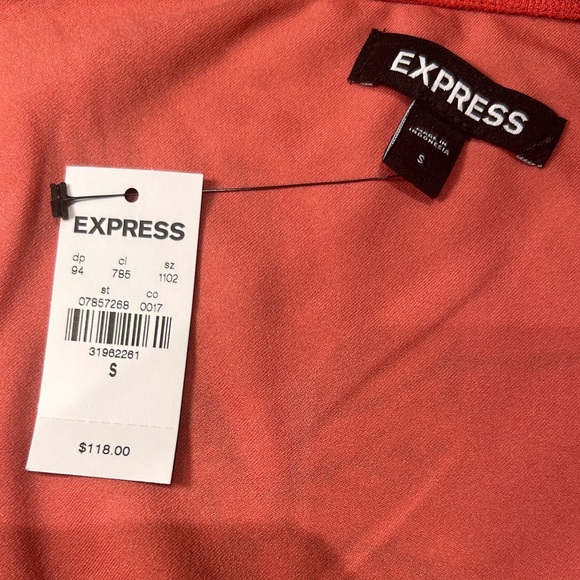 EXPRESS
MADE IN
INDONESIA
S
EXPRESS
dp cl sz
94 785 1102
st co
07857268 0017
31962261
S
$118.00